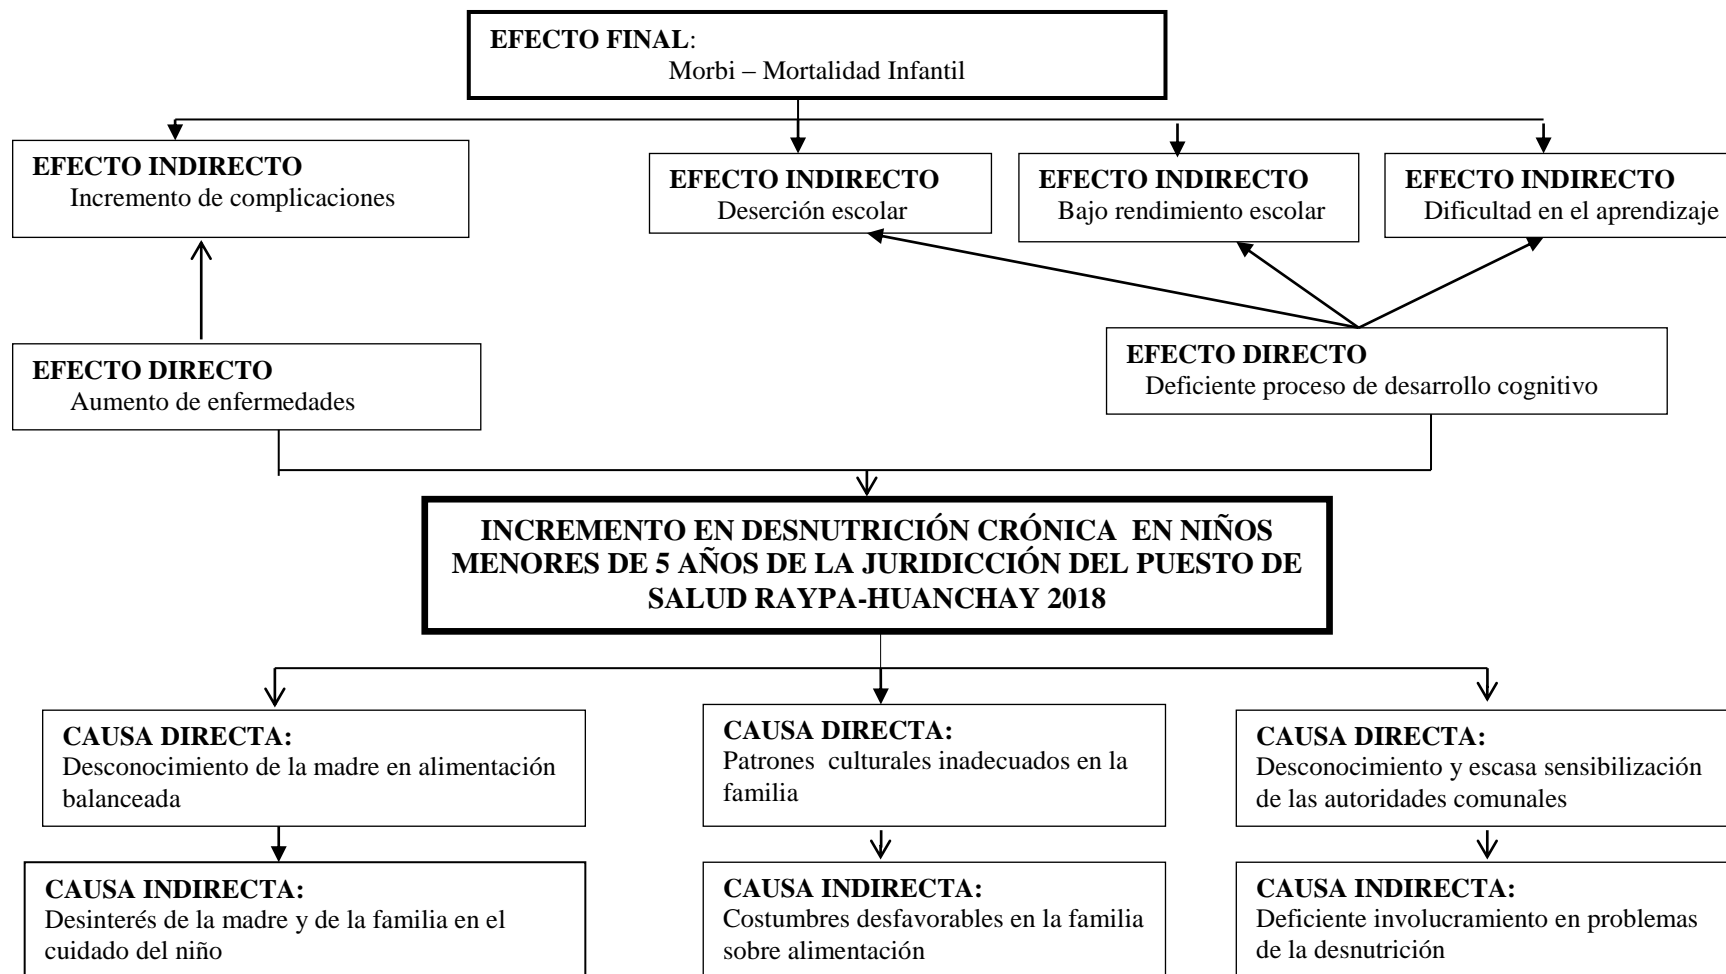 EFECTO FINAL:
Morbi – Mortalidad Infantil
EFECTO INDIRECTO
Incremento de complicaciones
EFECTO INDIRECTO
Deserción escolar
EFECTO INDIRECTO
Bajo rendimiento escolar
EFECTO INDIRECTO
Dificultad en el aprendizaje
EFECTO DIRECTO
Aumento de enfermedades
EFECTO DIRECTO
Deficiente proceso de desarrollo cognitivo
INCREMENTO EN DESNUTRICIÓN CRÓNICA EN NIÑOS
MENORES DE 5 AÑOS DE LA JURIDICCIÓN DEL PUESTO DE
SALUD RAYPA-HUANCHAY 2018
CAUSA DIRECTA:
Desconocimiento de la madre en alimentación
balanceada
CAUSA DIRECTA:
Patrones culturales inadecuados en la
familia
CAUSA DIRECTA:
Desconocimiento y escasa sensibilización
de las autoridades comunales
CAUSA INDIRECTA:
Desinterés de la madre y de la familia en el
cuidado del niño
CAUSA INDIRECTA:
Costumbres desfavorables en la familia
sobre alimentación
CAUSA INDIRECTA:
Deficiente involucramiento en problemas
de la desnutrición